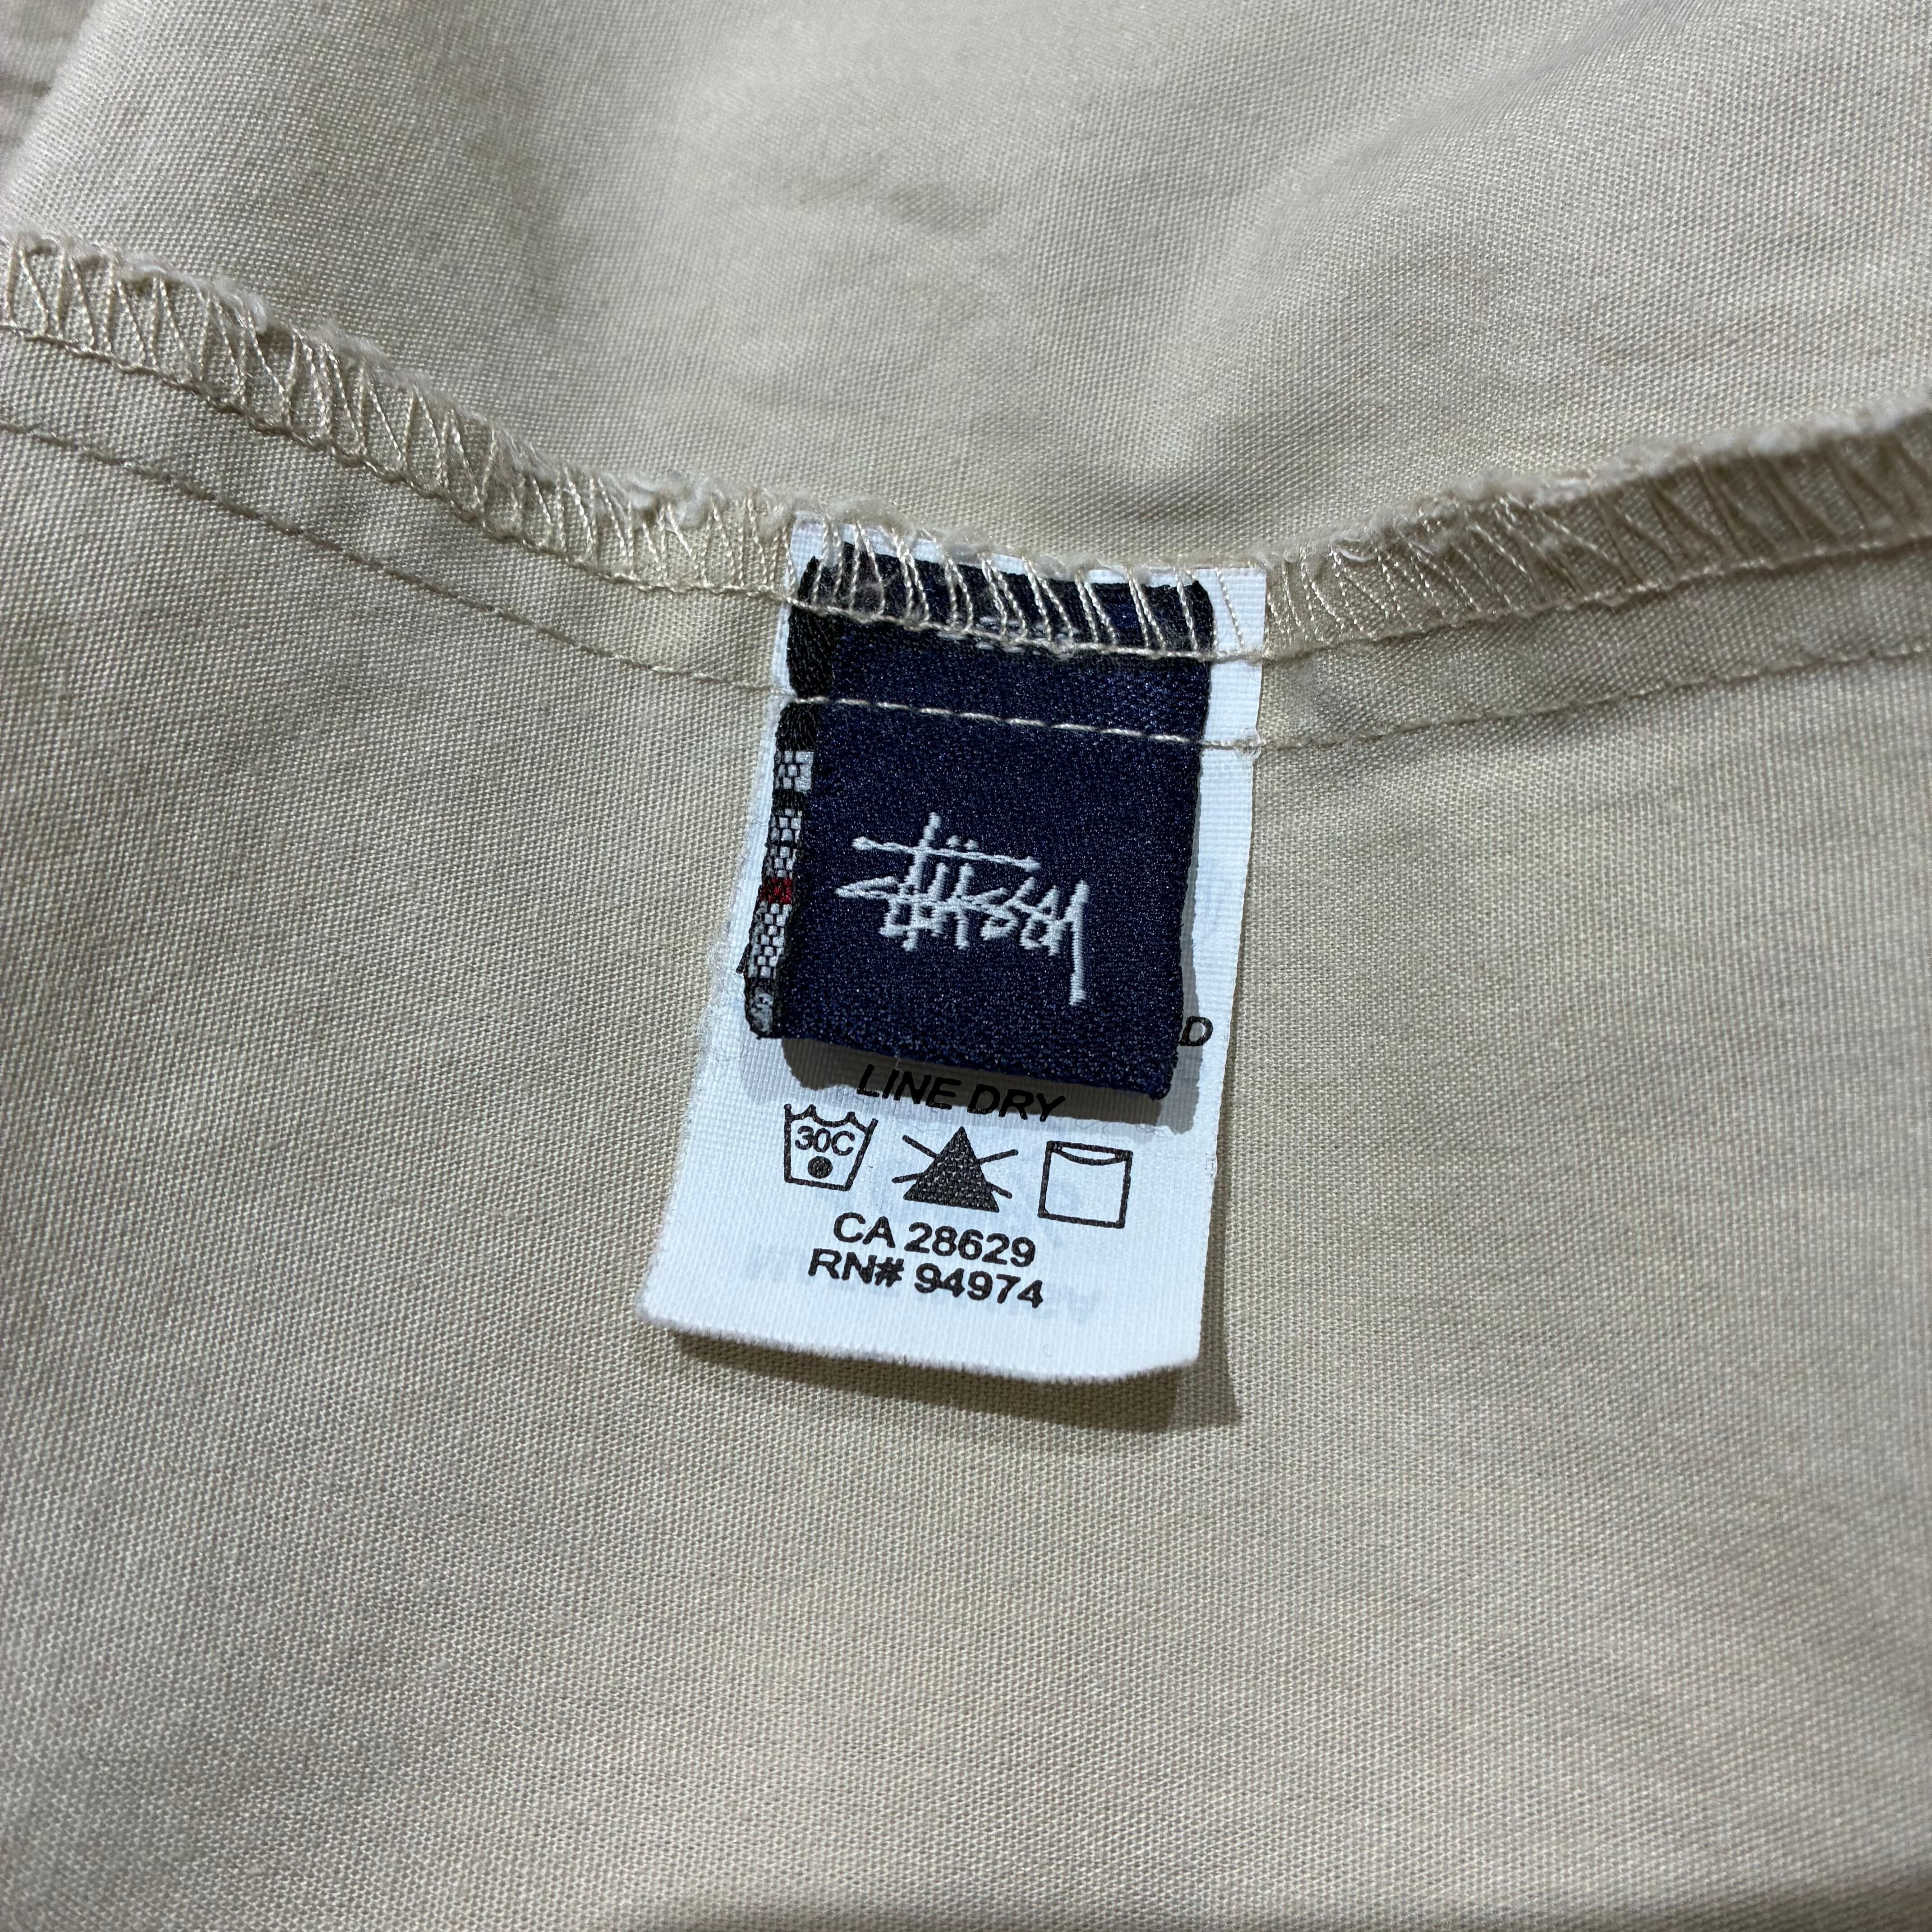 Stüssy
D
LINE DRY
30C
CA 28629
RN# 94974